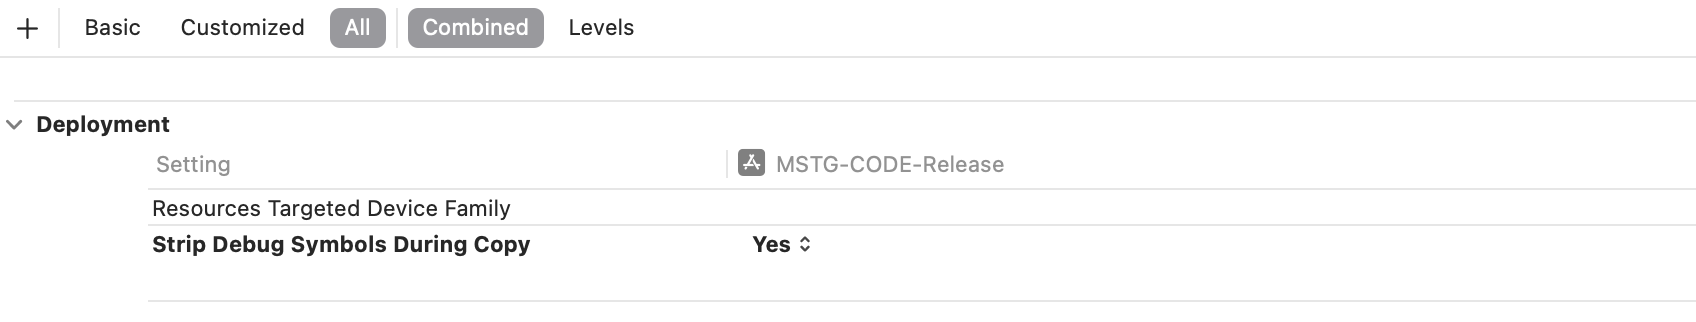 + Basic Customized All Combined Levels
Deployment
Setting MSTG-CODE-Release
Resources Targeted Device Family
Strip Debug Symbols During Copy Yes